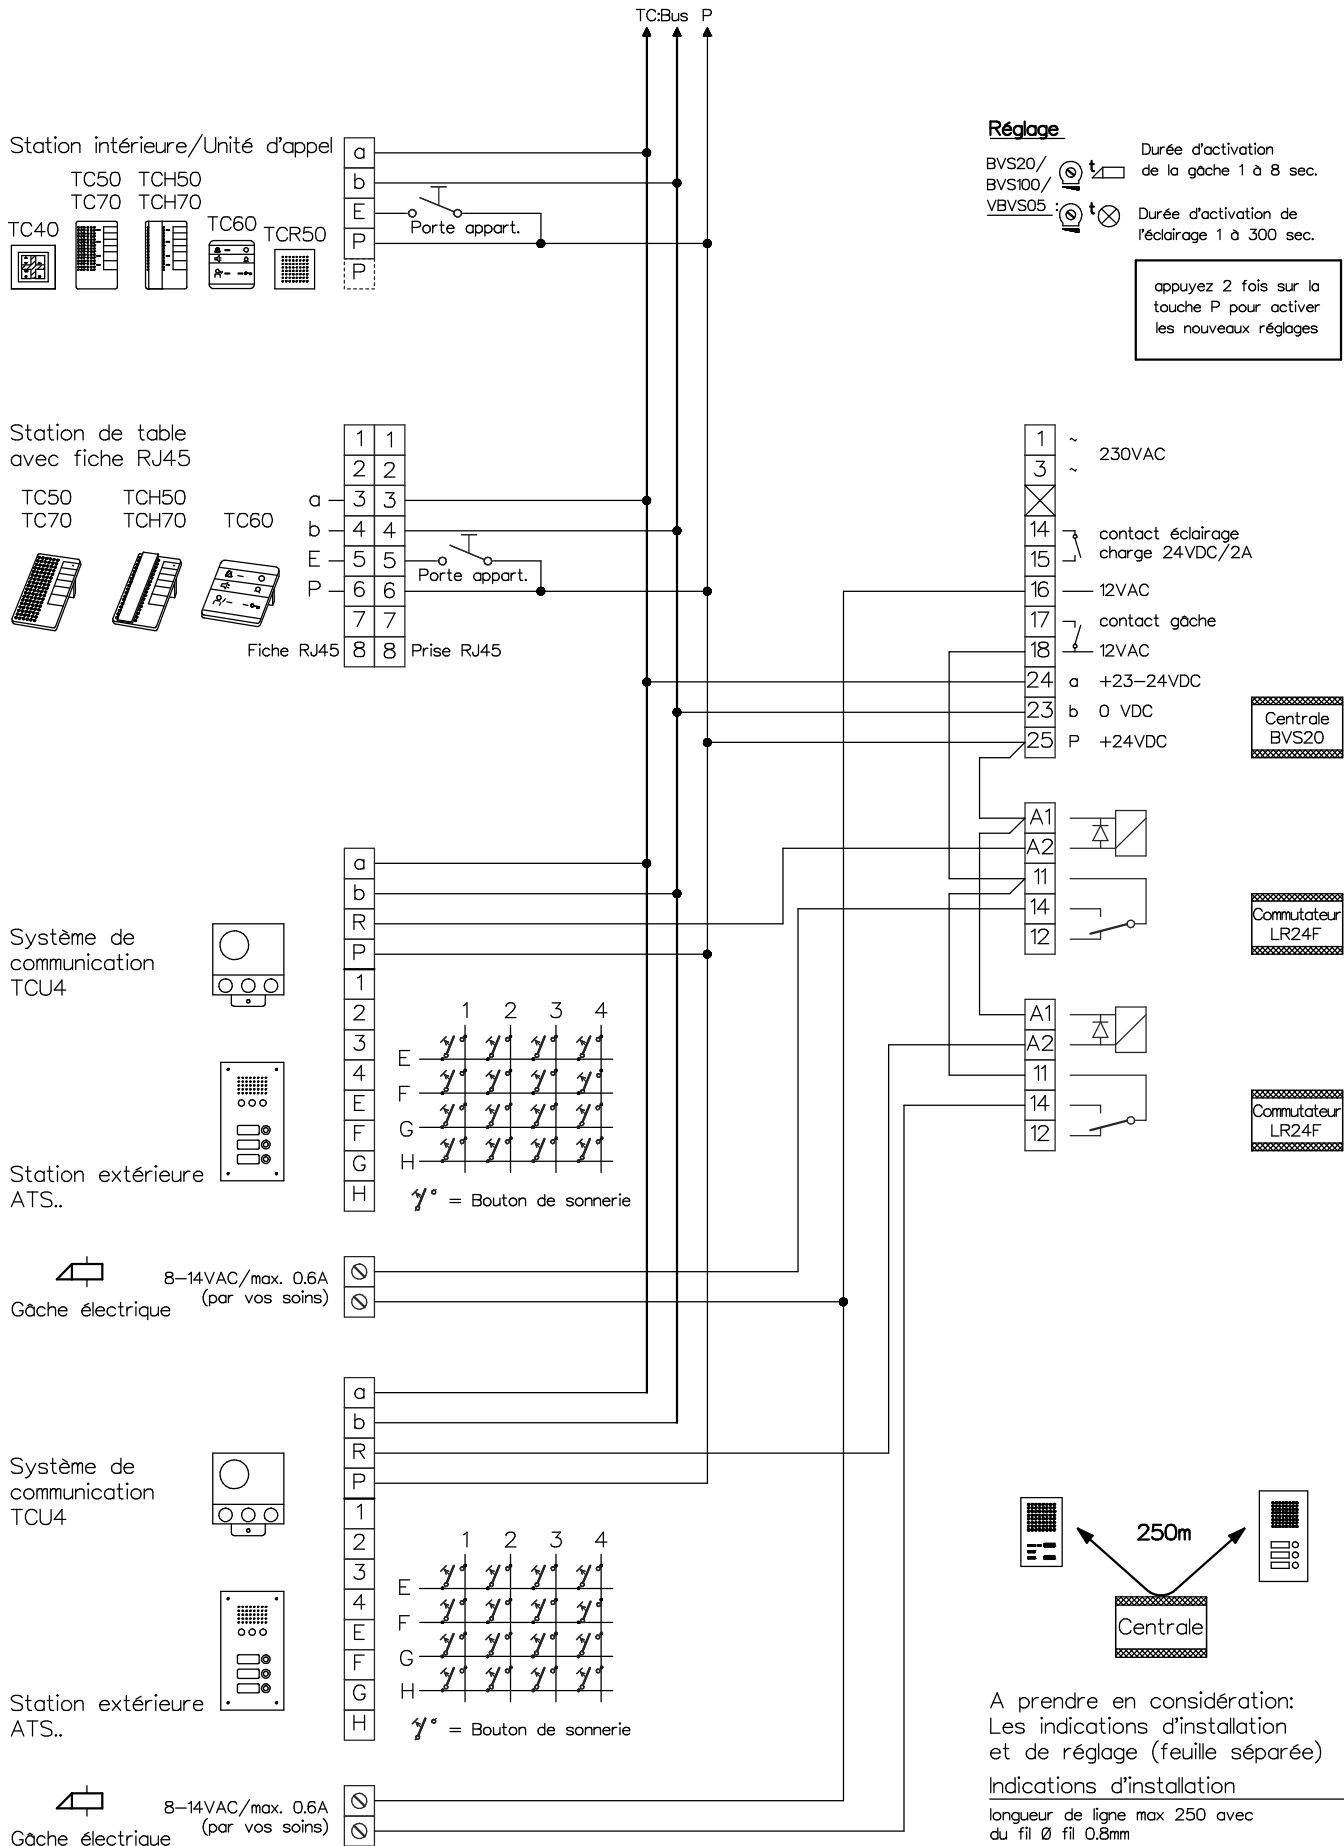 TC:Bus P
Station intérieure/Unité d'appel
TC40
TC50
TC70
TCH50
TCH70
TC60
TCR50
a
b
E
P
P
Porte appart.
Réglage
BVS20/
BVS100/
VBVS05 :
t
Durée d'activation
de la gâche 1 à 8 sec.
t
Durée d'activation de
l'éclairage 1 à 300 sec.
appuyez 2 fois sur la
touche P pour activer
les nouveaux réglages
Station de table
avec fiche RJ45
TC50
TC70
TCH50
TCH70
TC60
1 1
2 2
a 3 3
b 4 4
E 5 5
P 6 6
7 7
Fiche RJ45 8 8 Prise RJ45
Porte appart.
1 ~
230VAC
3 ~
14 contact éclairage
15 charge 24VDC/2A
16 12VAC
17 contact gâche
18 12VAC
24 a +23-24VDC
23 b 0 VDC
25 P +24VDC
Centrale
BVS20
A1
A2
11
14
12
Commutateur
LR24F
A1
A2
11
14
12
Commutateur
LR24F
Système de
communication
TCU4
Station extérieure
ATS..
a
b
R
P
1
2
3
4
E
F
G
H
1 2 3 4
E
F
G
H
= Bouton de sonnerie
Gâche électrique
8-14VAC/max. 0.6A
(par vos soins)
Système de
communication
TCU4
Station extérieure
ATS..
a
b
R
P
1
2
3
4
E
F
G
H
1 2 3 4
E
F
G
H
= Bouton de sonnerie
Gâche électrique
8-14VAC/max. 0.6A
(par vos soins)
250m
Centrale
A prendre en considération:
Les indications d'installation
et de réglage (feuille séparée)
Indications d'installation
longueur de ligne max 250 avec
du fil Ø fil 0.8mm